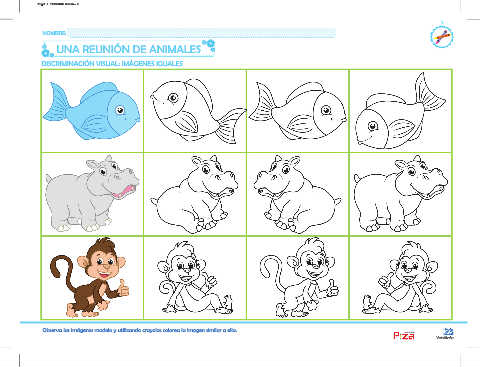 NOMBRE:
UNA REUNIÓN DE ANIMALES
DISCRIMINACIÓN VISUAL: IMÁGENES IGUALES
Observa las imágenes modelo y utilizando crayolas colorea la imagen similar a ella.
Pizá
23